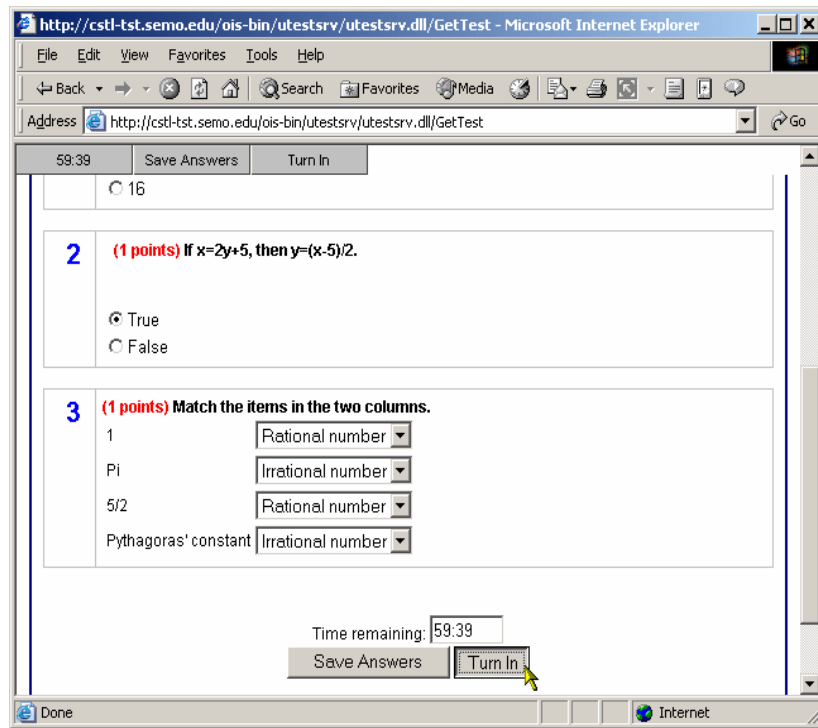 http://cstl-tst.semo.edu/ois-bin/utestsrv/utestsrv.dll/GetTest - Microsoft Internet Explorer
File Edit View Favorites Tools Help
Back Search Favorites Media
Address http://cstl-tst.semo.edu/ois-bin/utestsrv/utestsrv.dll/GetTest Go
59:39 Save Answers Turn In
16
2 (1 points) If x=2y+5, then y=(x-5)/2.
True
False
3 (1 points) Match the items in the two columns.
1 Rational number
Pi Irrational number
5/2 Rational number
Pythagoras' constant Irrational number
Time remaining: 59:39
Save Answers Turn In
Done Internet